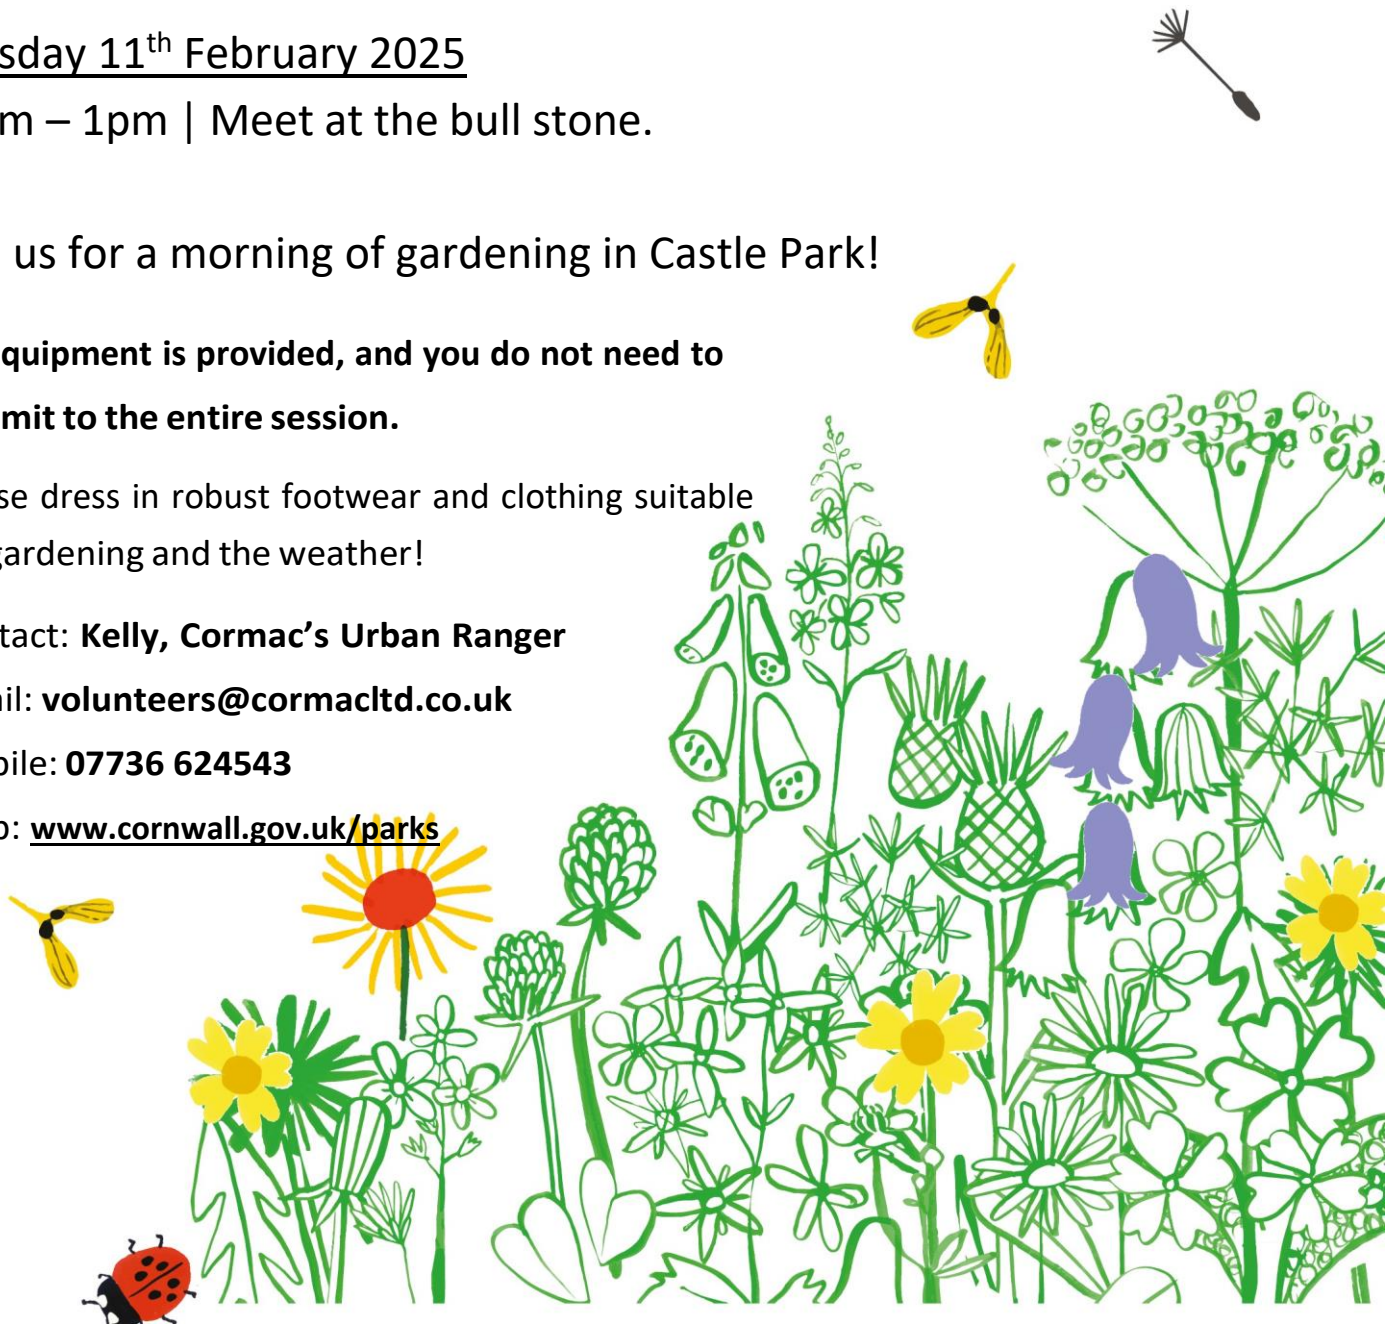 sday 11th February 2025
m – 1pm | Meet at the bull stone.
us for a morning of gardening in Castle Park!
quipment is provided, and you do not need to
mit to the entire session.
se dress in robust footwear and clothing suitable
gardening and the weather!
tact: Kelly, Cormac’s Urban Ranger
il: volunteers@cormacltd.co.uk
bile: 07736 624543
b: www.cornwall.gov.uk/parks